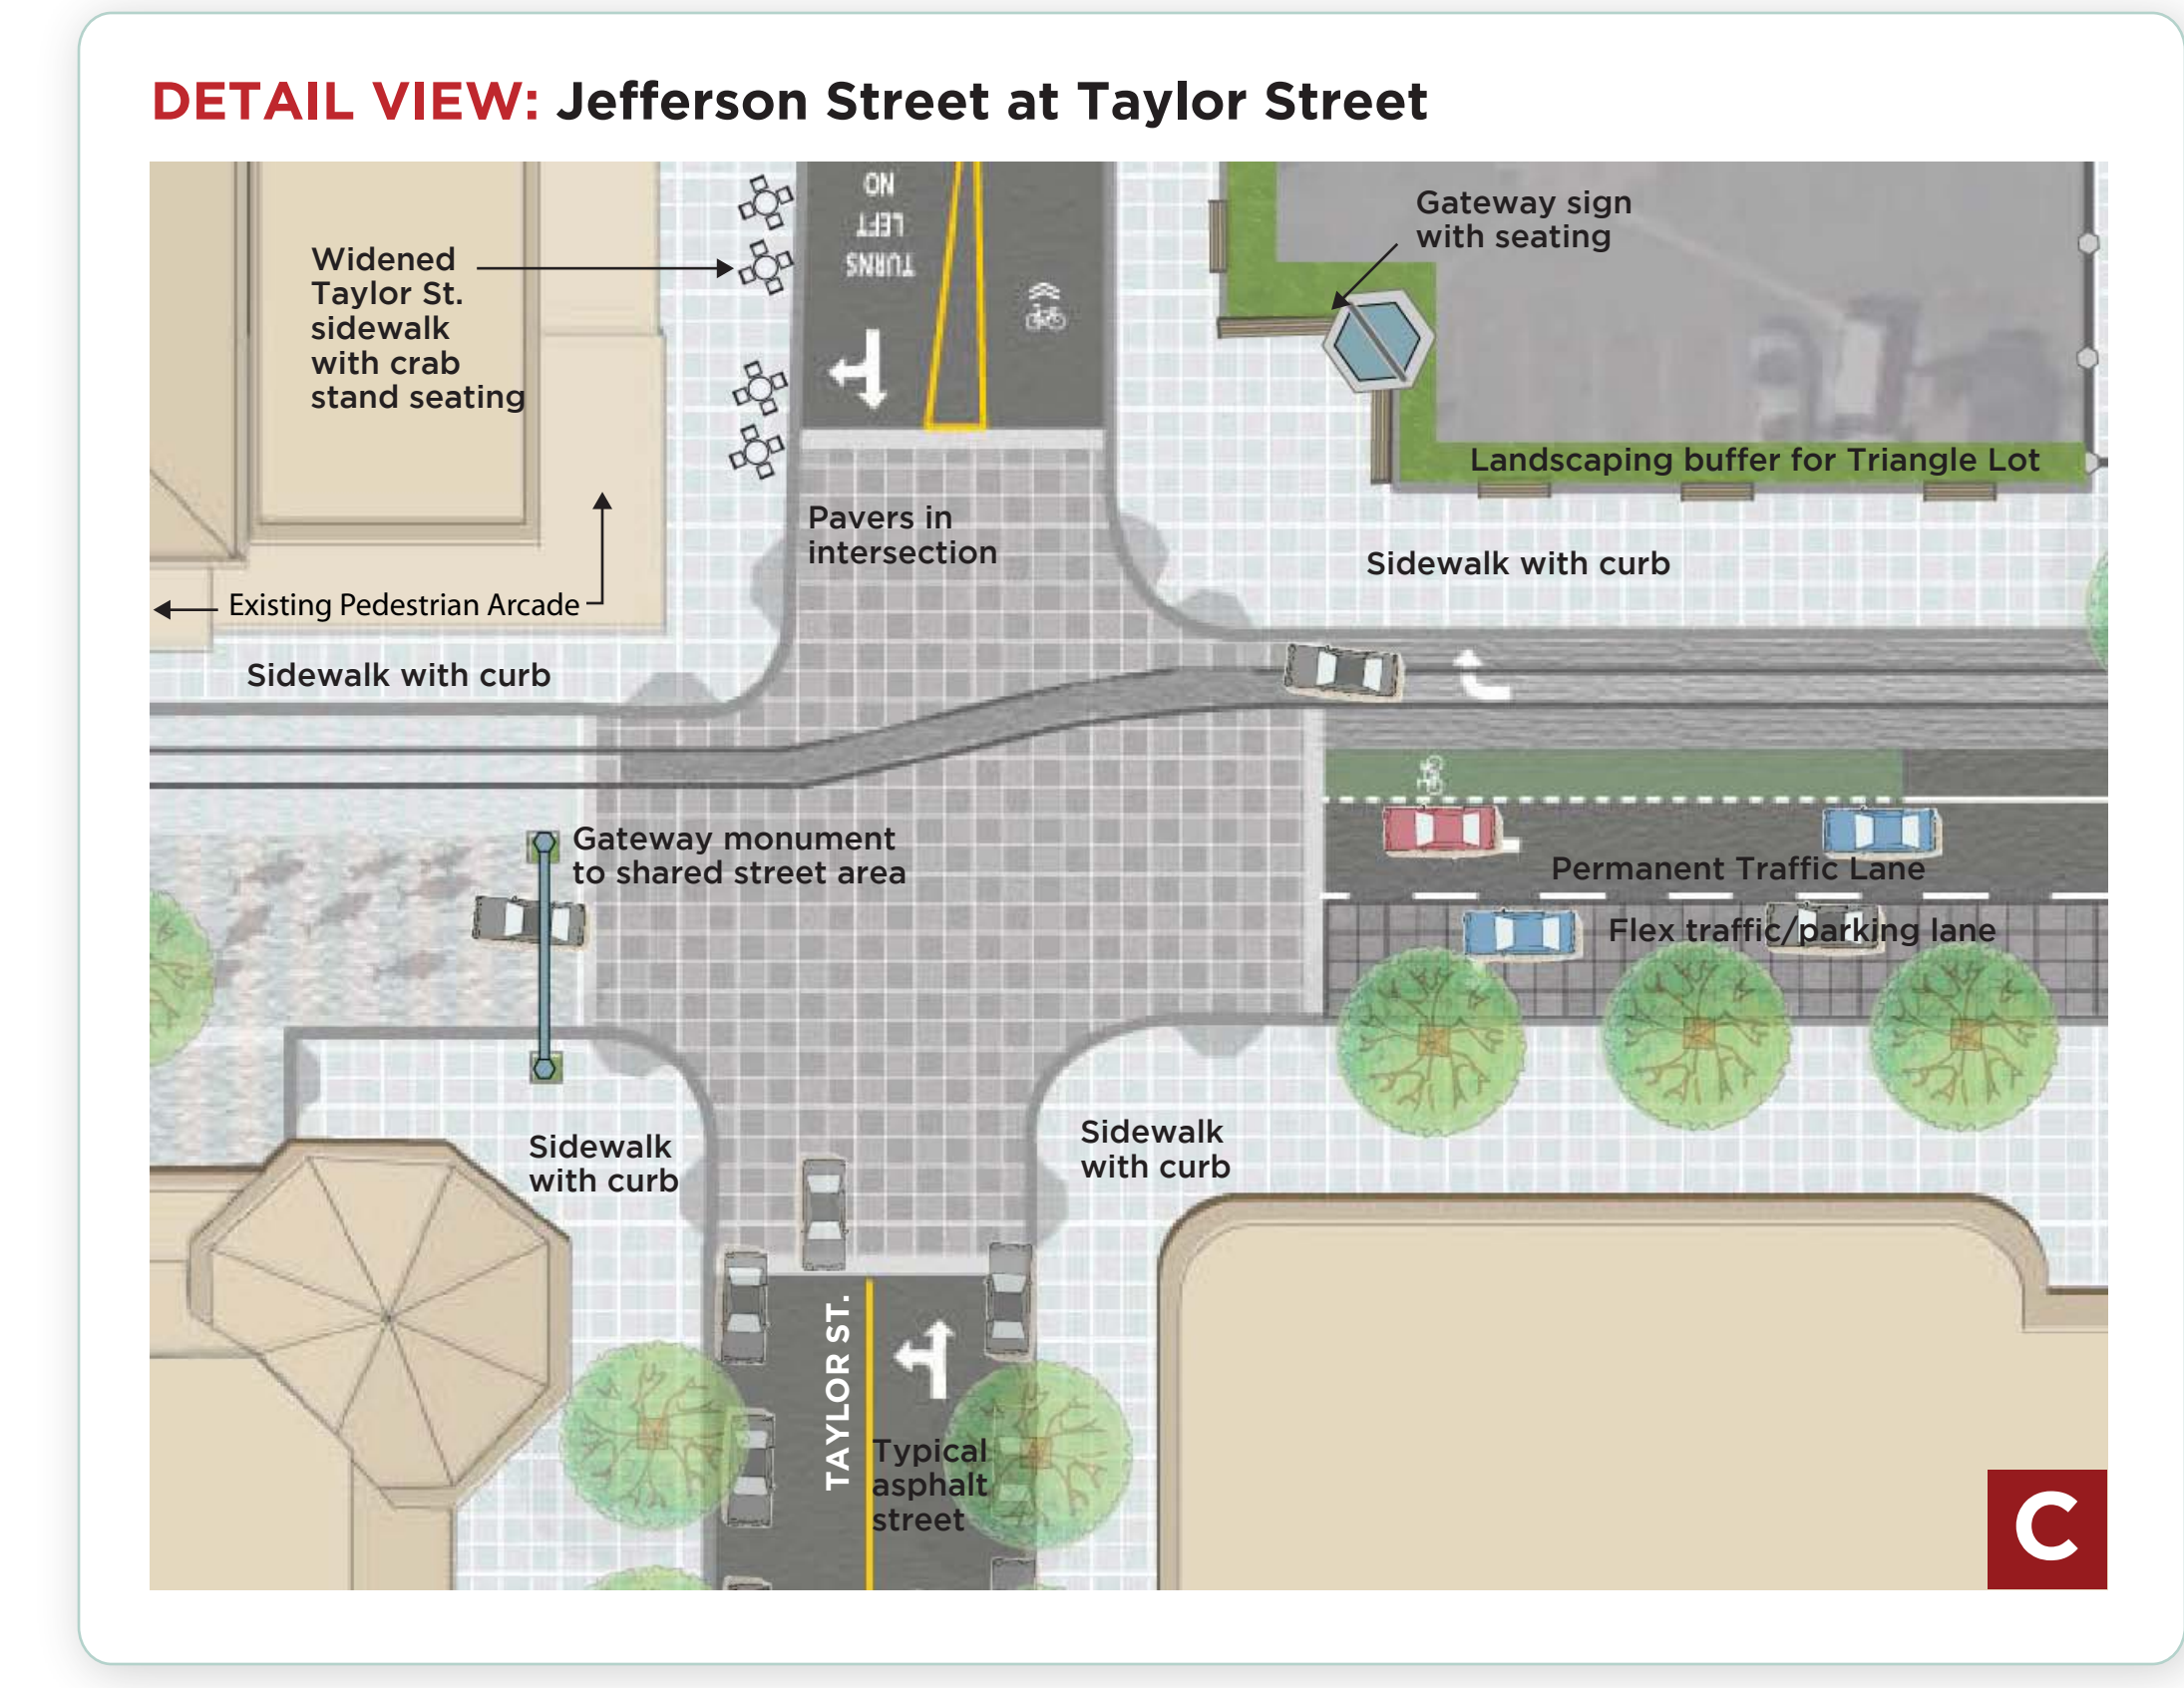 DETAIL VIEW: Jefferson Street at Taylor Street
NO
LEFT
TURNS
Gateway sign
with seating
Widened
Taylor St.
sidewalk
with crab
stand seating
Landscaping buffer for Triangle Lot
Pavers in
intersection
Sidewalk with curb
Existing Pedestrian Arcade
Sidewalk with curb
Gateway monument
to shared street area
Permanent Traffic Lane
Flex traffic/parking lane
Sidewalk
with curb
Sidewalk
with curb
TAYLOR ST.
Typical
asphalt
street
C